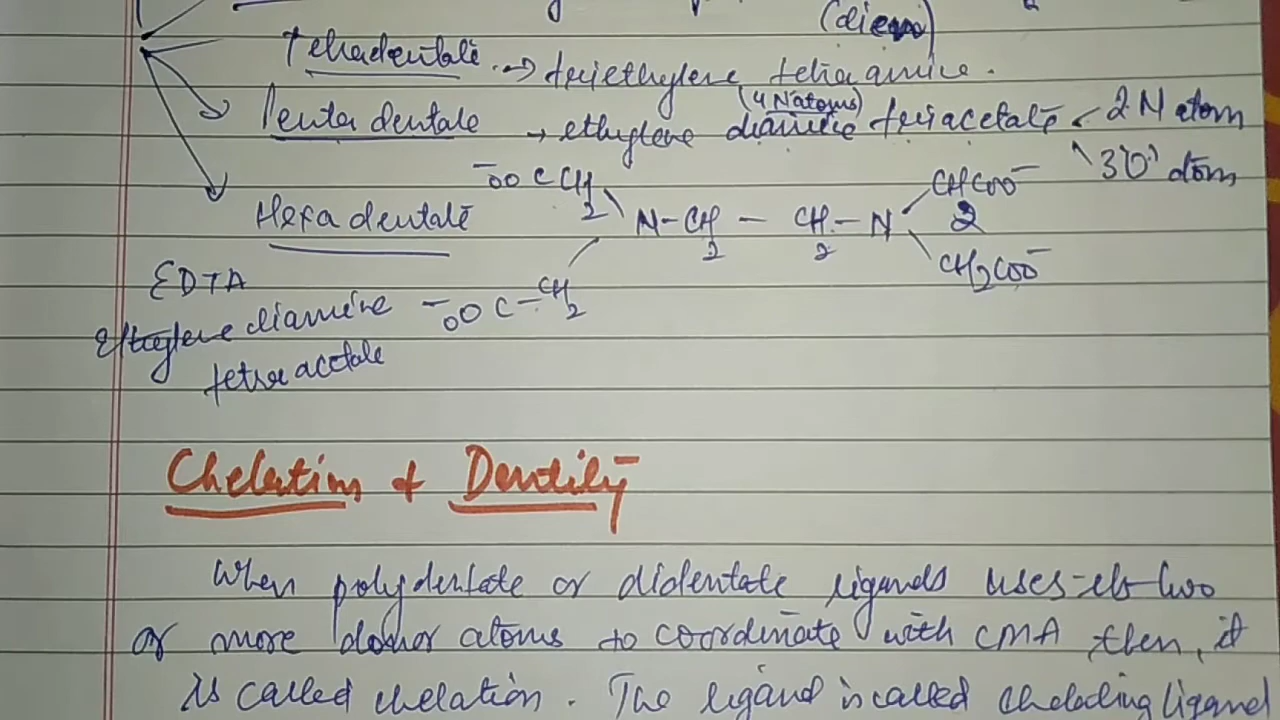 (dien)
Tetradentate → triethylene tetraamine.
(4 N atoms)
Penta dentate → ethylene diamine triacetate < 2 N atom
3 'O' atom
⁻OOCCH2 CH2COO⁻
Hexa dentate N-CH2 - CH2-N
CH2COO⁻
EDTA ⁻OOC-CH2
Ethylene diamine
tetra acetate
Chelation & Denticity
When polydentate or didentate ligands uses its two
or more donor atoms to coordinate with CMA then, it
is called chelation. The ligand is called chelating ligand